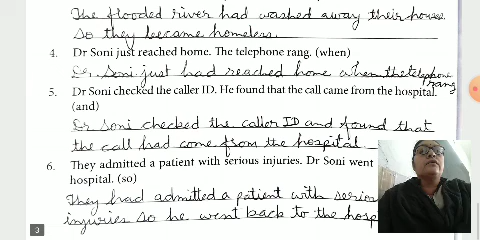 The flooded river had washed away their house
so they became homeless.
4. Dr Soni just reached home. The telephone rang. (when)
Dr Soni just had reached home when the telephone rang
5. Dr Soni checked the caller ID. He found that the call came from the hospital.
(and)
Dr Soni checked the caller ID and found that
the call had come from the hospital
6. They admitted a patient with serious injuries. Dr Soni went
hospital. (so)
They had admitted a patient with serio
injuries so he went back to the hosp
3